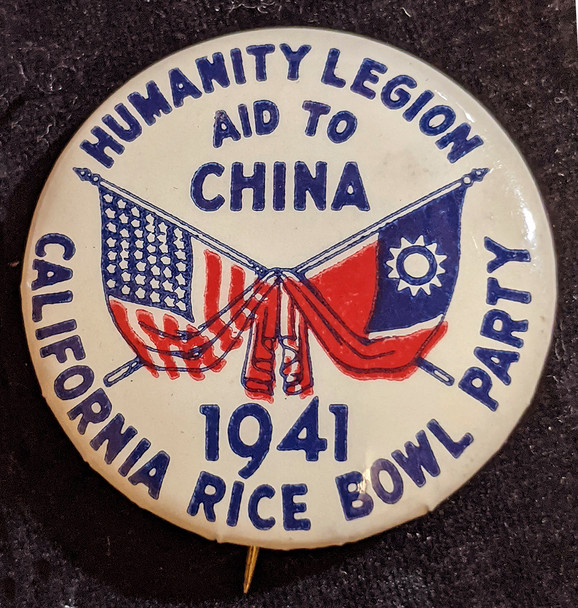 HUMANITY LEGION
AID TO
CHINA
1941
CALIFORNIA RICE BOWL PARTY